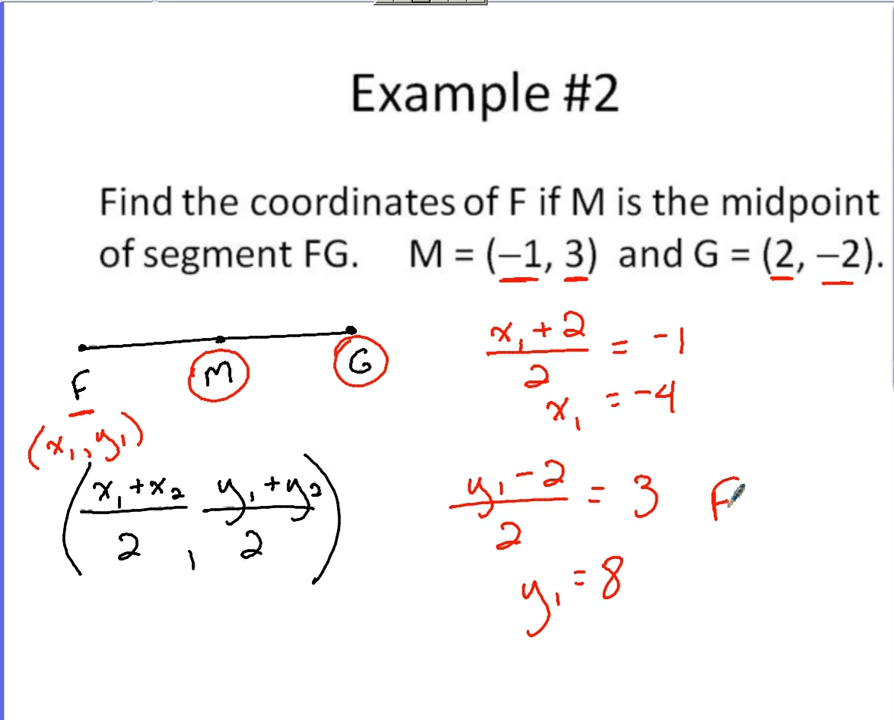 Example #2
Find the coordinates of F if M is the midpoint
of segment FG. M = (−1, 3) and G = (2, −2).
F M G
(x₁, y₁)
(x₁+x₂/2, y₁+y₂/2)
x₁+2/2 = -1
x₁ = -4
y₁-2/2 = 3 F
y₁ = 8